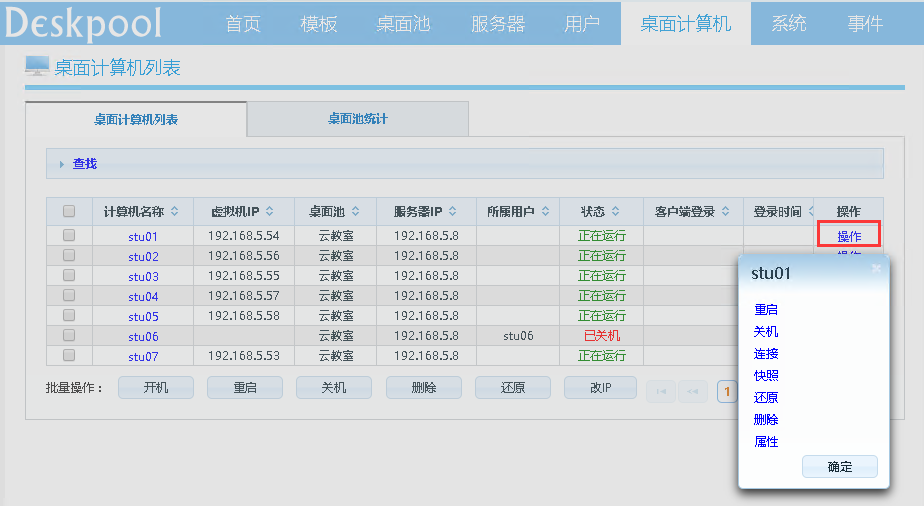 Deskpool 首页 模板 桌面池 服务器 用户 桌面计算机 系统 事件
桌面计算机列表
桌面计算机列表 桌面池统计
查找
计算机名称 虚拟机IP 桌面池 服务器IP 所属用户 状态 客户端登录 登录时间 操作
stu01 192.168.5.54 云教室 192.168.5.8 正在运行 操作
stu02 192.168.5.56 云教室 192.168.5.8 正在运行
stu03 192.168.5.55 云教室 192.168.5.8 正在运行
stu04 192.168.5.57 云教室 192.168.5.8 正在运行
stu05 192.168.5.58 云教室 192.168.5.8 正在运行
stu06 云教室 192.168.5.8 stu06 已关机
stu07 192.168.5.53 云教室 192.168.5.8 正在运行
批量操作： 开机 重启 关机 删除 还原 改IP 1
stu01
重启
关机
连接
快照
还原
删除
属性
确定